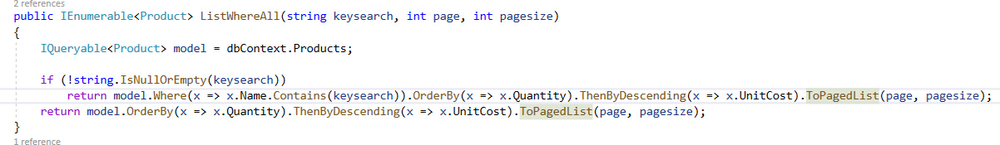 2 references
public IEnumerable<Product> ListWhereAll(string keysearch, int page, int pagesize)
{
IQueryable<Product> model = dbContext.Products;
if (!string.IsNullOrEmpty(keysearch))
return model.Where(x => x.Name.Contains(keysearch)).OrderBy(x => x.Quantity).ThenByDescending(x => x.UnitCost).ToPagedList(page, pagesize);
return model.OrderBy(x => x.Quantity).ThenByDescending(x => x.UnitCost).ToPagedList(page, pagesize);
}
1 reference